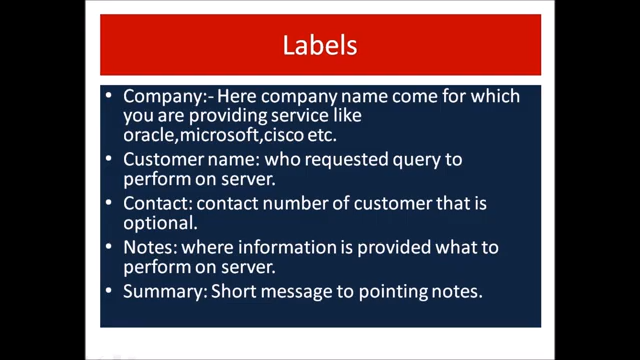 Labels
• Company:- Here company name come for which
you are providing service like
oracle,microsoft,cisco etc.
• Customer name: who requested query to
perform on server.
• Contact: contact number of customer that is
optional.
• Notes: where information is provided what to
perform on server.
• Summary: Short message to pointing notes.